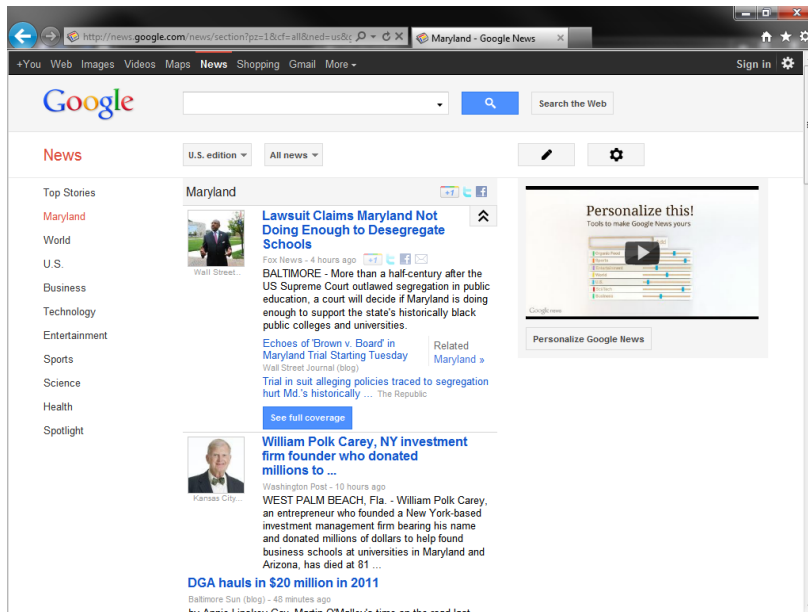 http://news.google.com/news/section?pz=1&cf=all&ned=us&q
Maryland - Google News
+You Web Images Videos Maps News Shopping Gmail More
Sign in
Google
Search the Web
News
U.S. edition
All news
Top Stories
Maryland
World
U.S.
Business
Technology
Entertainment
Sports
Science
Health
Spotlight
Maryland
+1
Wall Street...
Lawsuit Claims Maryland Not
Doing Enough to Desegregate
Schools
Fox News - 4 hours ago
+1
BALTIMORE - More than a half-century after the
US Supreme Court outlawed segregation in public
education, a court will decide if Maryland is doing
enough to support the state's historically black
public colleges and universities.
Echoes of 'Brown v. Board' in
Maryland Trial Starting Tuesday
Wall Street Journal (blog)
Related
Maryland »
Trial in suit alleging policies traced to segregation
hurt Md.'s historically ... The Republic
See full coverage
Kansas City...
William Polk Carey, NY investment
firm founder who donated
millions to ...
Washington Post - 10 hours ago
WEST PALM BEACH, Fla. - William Polk Carey,
an entrepreneur who founded a New York-based
investment management firm bearing his name
and donated millions of dollars to help found
business schools at universities in Maryland and
Arizona, has died at 81 ...
DGA hauls in $20 million in 2011
Baltimore Sun (blog) - 48 minutes ago
Personalize this!
Tools to make Google News yours
Google news
Personalize Google News